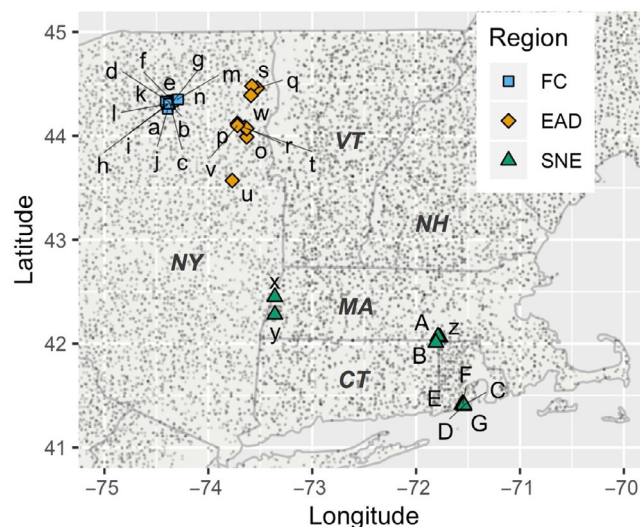 45
44
43
42
41
Latitude
−75
−74
−73
−72
−71
−70
Longitude
Region
FC
EAD
SNE
f
g
d
e
m
s
q
k
n
l
a
b
w
h
i
j
c
p
v
o
r
t
u
VT
NH
NY
x
MA
A
z
y
B
CT
F
C
E
D
G